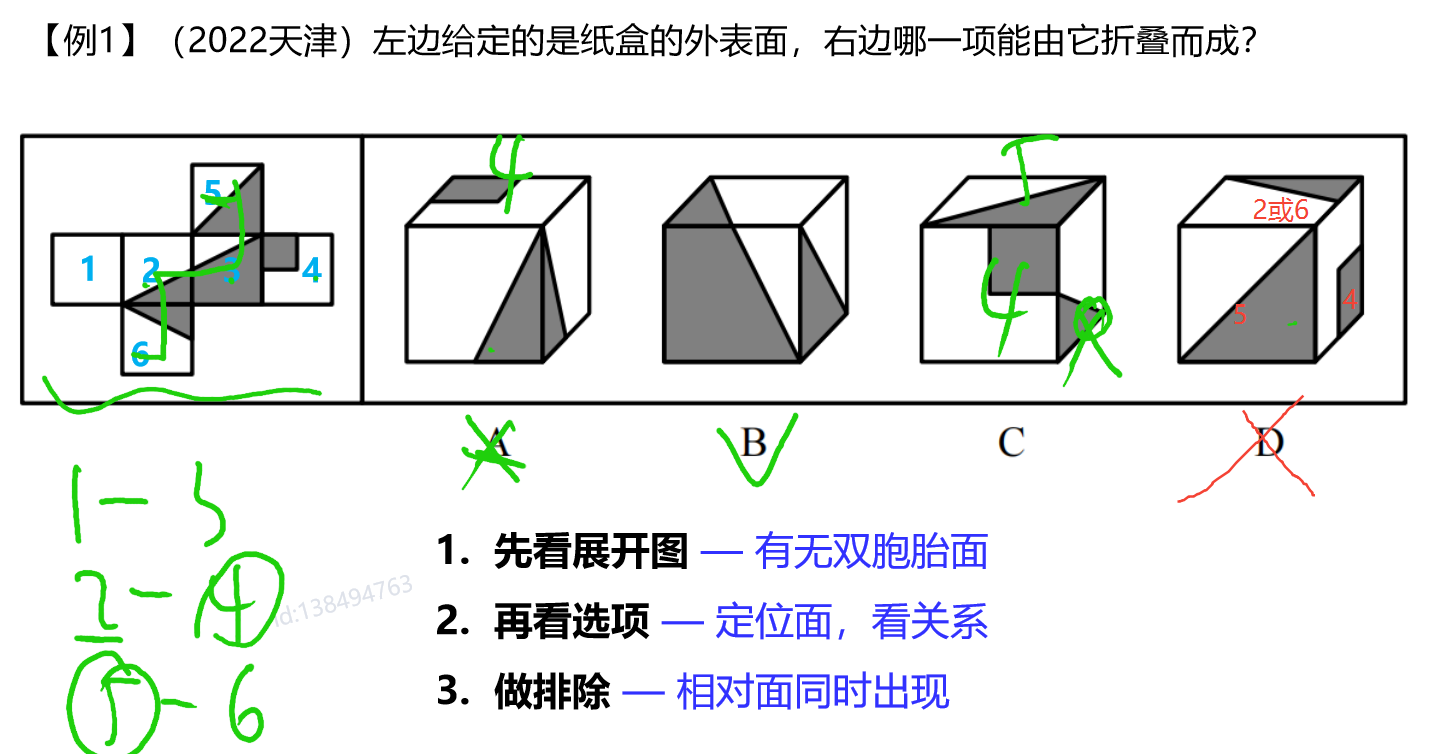 【例1】（2022天津）左边给定的是纸盒的外表面，右边哪一项能由它折叠而成？
5
1 2 3 4
6
4
5
4
2或6
5 4
A B C D
1-3
2-4
5-6
id:138494763
1. 先看展开图 — 有无双胞胎面
2. 再看选项 — 定位面，看关系
3. 做排除 — 相对面同时出现